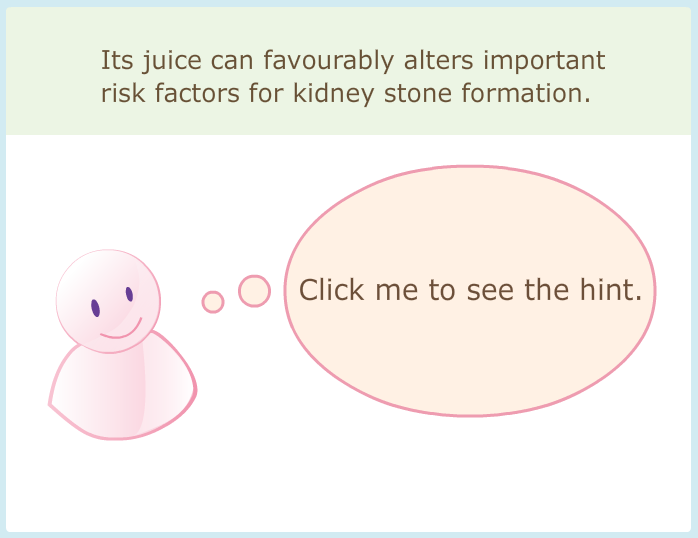 Its juice can favourably alters important
risk factors for kidney stone formation.
Click me to see the hint.